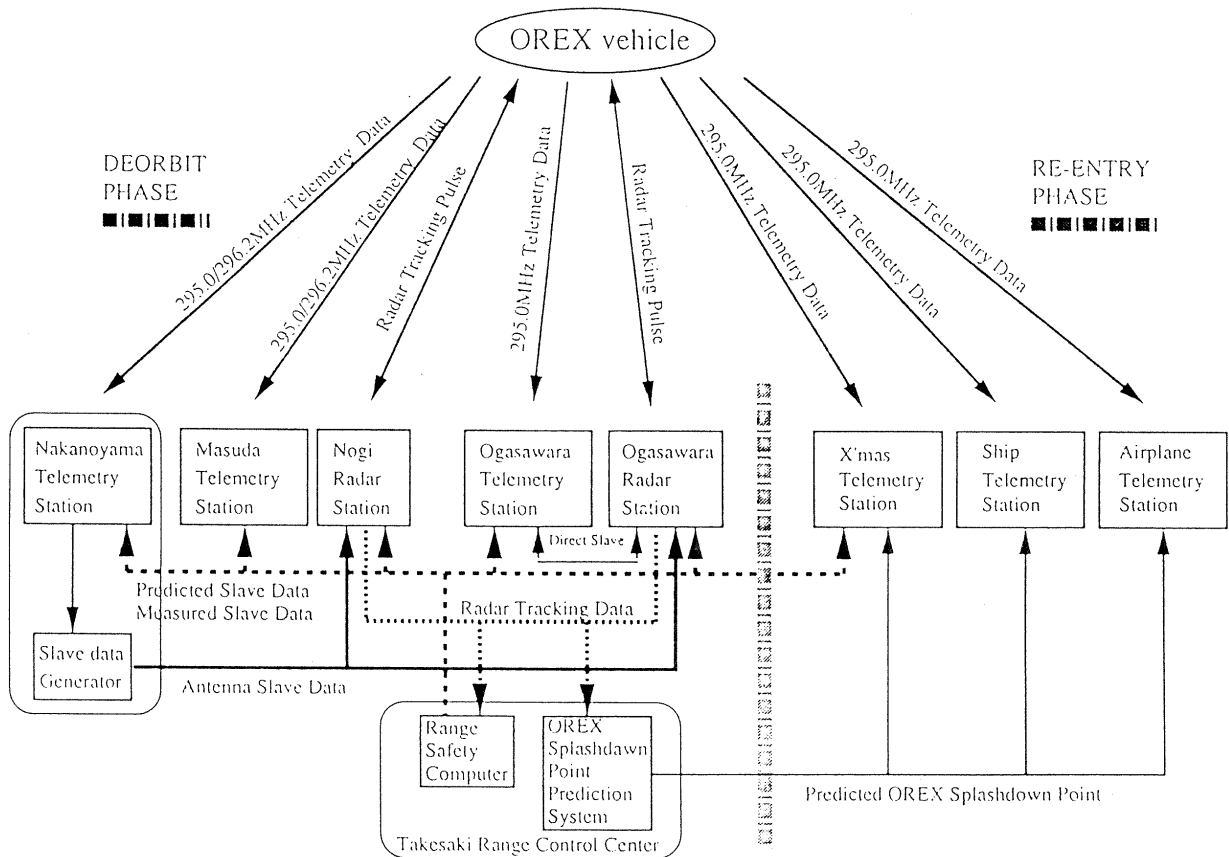 OREX vehicle
DEORBIT
PHASE
RE-ENTRY
PHASE
295.0/296.2MHz Telemetry Data
295.0/296.2MHz Telemetry Data
Radar Tracking Pulse
295.0MHz Telemetry Data
Radar Tracking Pulse
295.0MHz Telemetry Data
295.0MHz Telemetry Data
295.0MHz Telemetry Data
Nakanoyama
Telemetry
Station
Masuda
Telemetry
Station
Nogi
Radar
Station
Ogasawara
Telemetry
Station
Ogasawara
Radar
Station
X'mas
Telemetry
Station
Ship
Telemetry
Station
Airplane
Telemetry
Station
Direct Slave
Predicted Slave Data
Measured Slave Data
Radar Tracking Data
Slave data
Generator
Antenna Slave Data
Range
Safety
Computer
OREX
Splashdawn
Point
Prediction
System
Predicted OREX Splashdown Point
Takesaki Range Control Center